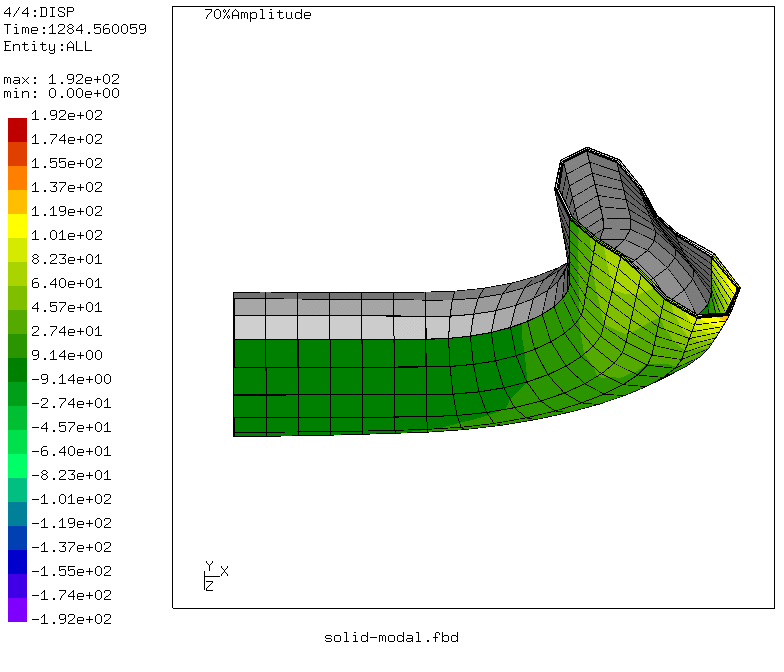 4/4:DISP
Time:1284.560059
Entity:ALL
max: 1.92e+02
min: 0.00e+00
1.92e+02
1.74e+02
1.55e+02
1.37e+02
1.19e+02
1.01e+02
8.23e+01
6.40e+01
4.57e+01
2.74e+01
9.14e+00
-9.14e+00
-2.74e+01
-4.57e+01
-6.40e+01
-8.23e+01
-1.01e+02
-1.19e+02
-1.37e+02
-1.55e+02
-1.74e+02
-1.92e+02
70%Amplitude
Y
X
Z
solid-modal.fbd